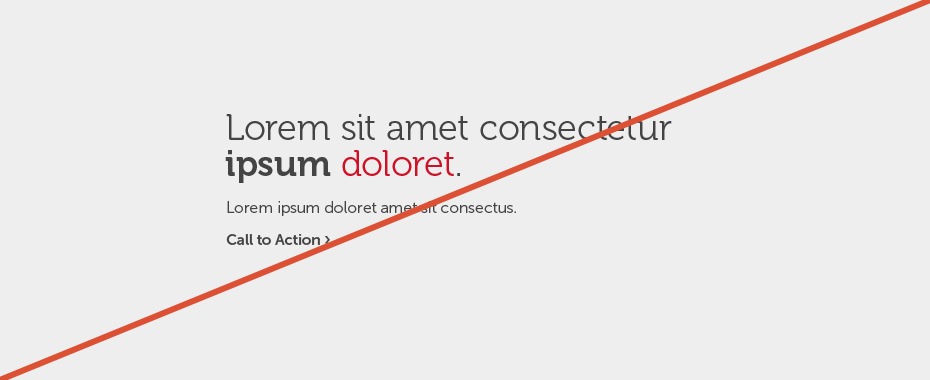 Lorem sit amet consectetur
ipsum doloret.
Lorem ipsum doloret amet sit consectus.
Call to Action ›